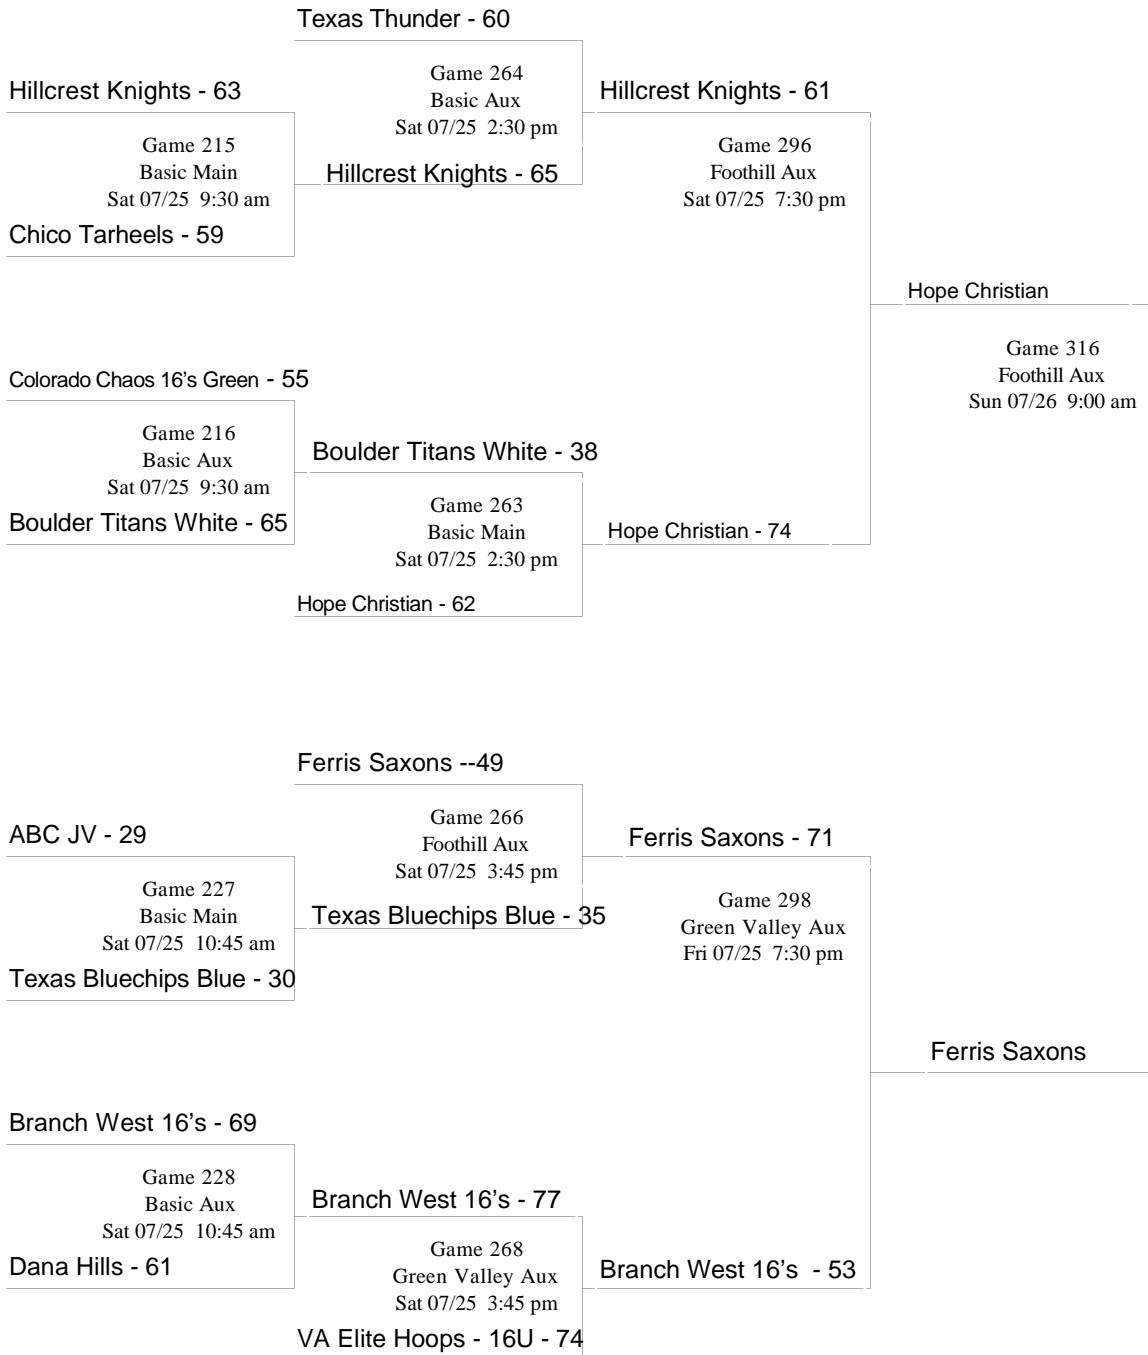 Texas Thunder - 60
Hillcrest Knights - 63
Game 264
Basic Aux
Sat 07/25 2:30 pm
Hillcrest Knights - 61
Game 215
Basic Main
Sat 07/25 9:30 am
Hillcrest Knights - 65
Game 296
Foothill Aux
Sat 07/25 7:30 pm
Chico Tarheels - 59
Hope Christian
Game 316
Foothill Aux
Sun 07/26 9:00 am
Colorado Chaos 16's Green - 55
Game 216
Basic Aux
Sat 07/25 9:30 am
Boulder Titans White - 38
Boulder Titans White - 65
Game 263
Basic Main
Sat 07/25 2:30 pm
Hope Christian - 74
Hope Christian - 62
Ferris Saxons --49
ABC JV - 29
Game 266
Foothill Aux
Sat 07/25 3:45 pm
Ferris Saxons - 71
Game 227
Basic Main
Sat 07/25 10:45 am
Texas Bluechips Blue - 35
Game 298
Green Valley Aux
Fri 07/25 7:30 pm
Texas Bluechips Blue - 30
Ferris Saxons
Branch West 16's - 69
Game 228
Basic Aux
Sat 07/25 10:45 am
Branch West 16's - 77
Dana Hills - 61
Game 268
Green Valley Aux
Sat 07/25 3:45 pm
Branch West 16's - 53
VA Elite Hoops - 16U - 74